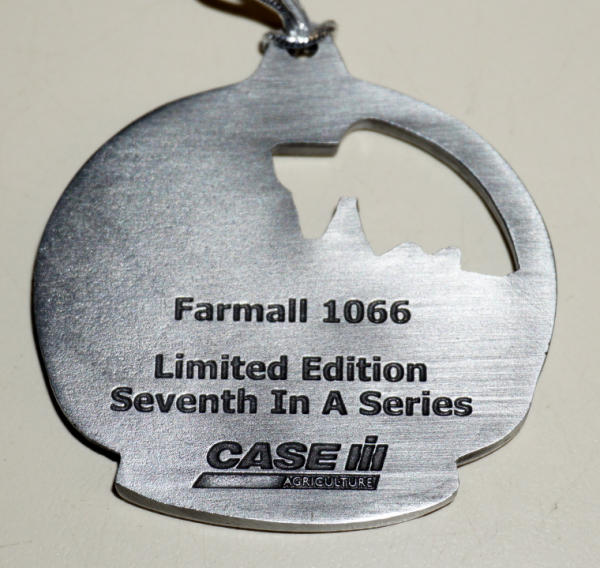 Farmall 1066
Limited Edition
Seventh In A Series
CASE IH
AGRICULTURE